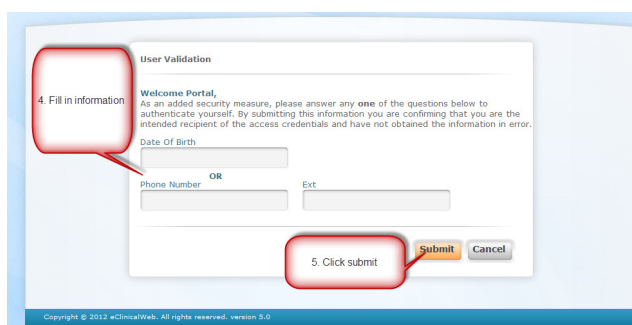 User Validation
4. Fill in information
Welcome Portal,
As an added security measure, please answer any one of the questions below to
authenticate yourself. By submitting this information you are confirming that you are the
intended recipient of the access credentials and have not obtained the information in error.
Date Of Birth
OR
Phone Number Ext
5. Click submit
Submit Cancel
Copyright © 2012 eClinicalWeb. All rights reserved. version 5.0